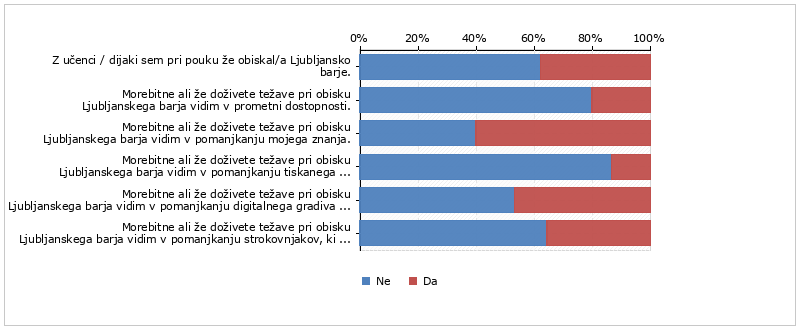 0% 20% 40% 60% 80% 100%
Z učenci / dijaki sem pri pouku že obiskal/a Ljubljansko
barje.
Morebitne ali že doživete težave pri obisku
Ljubljanskega barja vidim v prometni dostopnosti.
Morebitne ali že doživete težave pri obisku
Ljubljanskega barja vidim v pomanjkanju mojega znanja.
Morebitne ali že doživete težave pri obisku
Ljubljanskega barja vidim v pomanjkanju tiskanega ...
Morebitne ali že doživete težave pri obisku
Ljubljanskega barja vidim v pomanjkanju digitalnega gradiva ...
Morebitne ali že doživete težave pri obisku
Ljubljanskega barja vidim v pomanjkanju strokovnjakov, ki ...
Ne Da